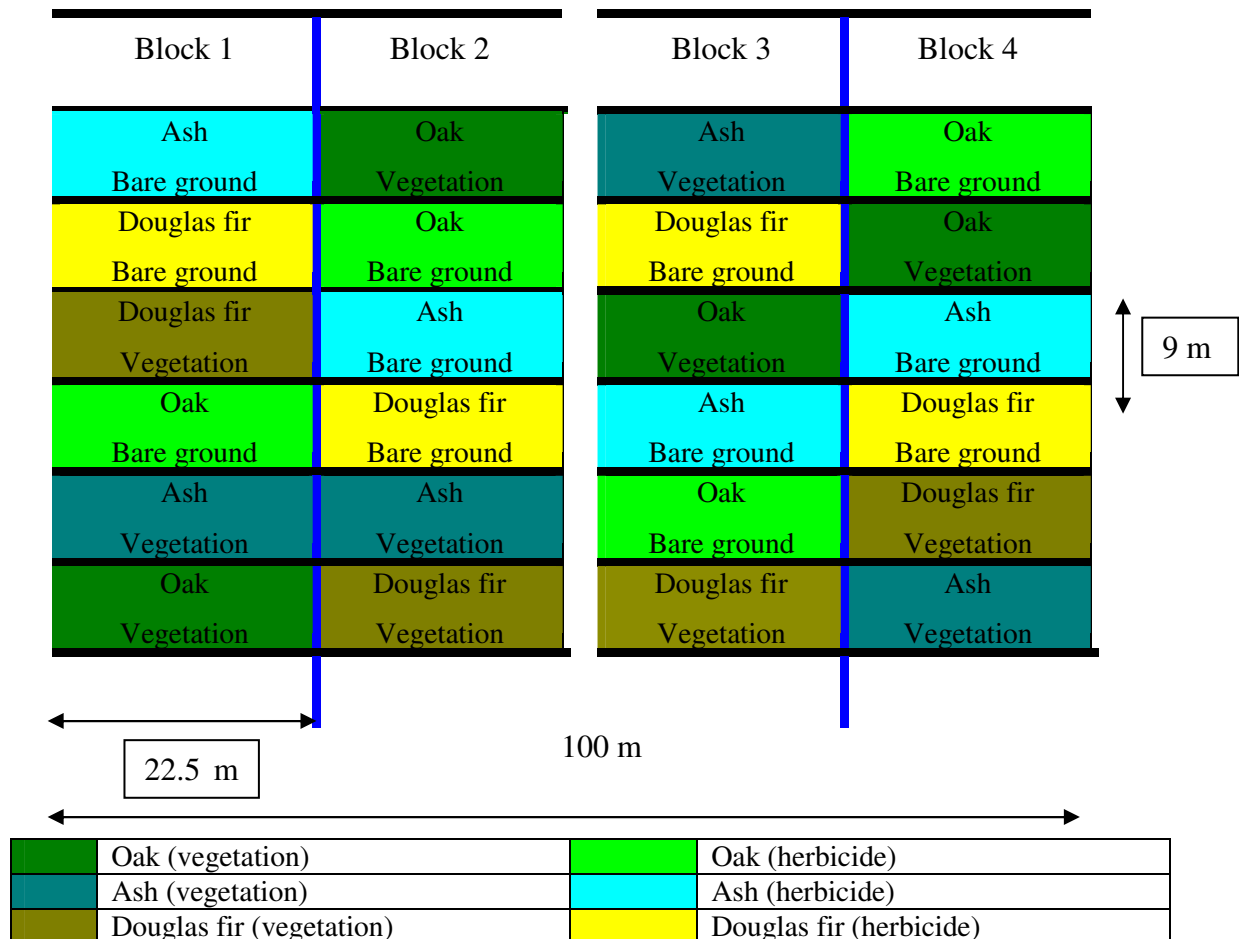 Block 1 Block 2 Block 3 Block 4
Ash Oak Ash Oak
Bare ground Vegetation Vegetation Bare ground
Douglas fir Oak Douglas fir Oak
Bare ground Bare ground Bare ground Vegetation
Douglas fir Ash Oak Ash
Vegetation Bare ground Vegetation Bare ground
9 m
Oak Douglas fir Ash Douglas fir
Bare ground Bare ground Bare ground Bare ground
Ash Ash Oak Douglas fir
Vegetation Vegetation Bare ground Vegetation
Oak Douglas fir Douglas fir Ash
Vegetation Vegetation Vegetation Vegetation
22.5 m
100 m
Oak (vegetation) Oak (herbicide)
Ash (vegetation) Ash (herbicide)
Douglas fir (vegetation) Douglas fir (herbicide)